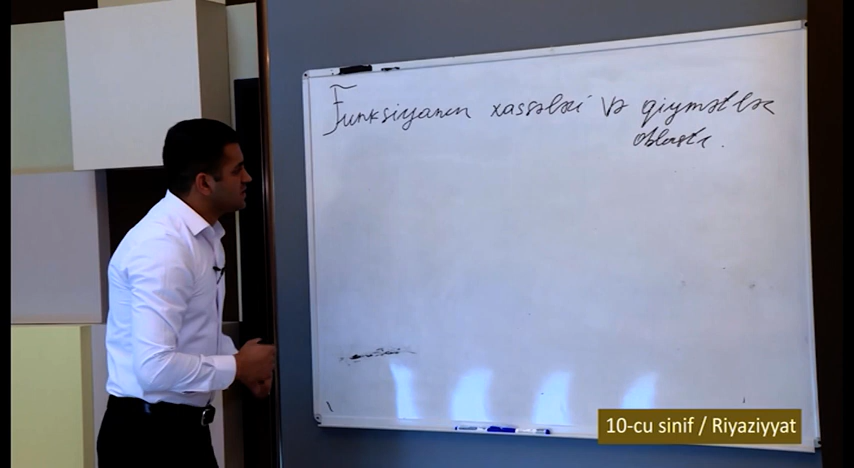 Funksiyanın xassələri və qiymətlər
oblastı.
10-cu sinif / Riyaziyyat